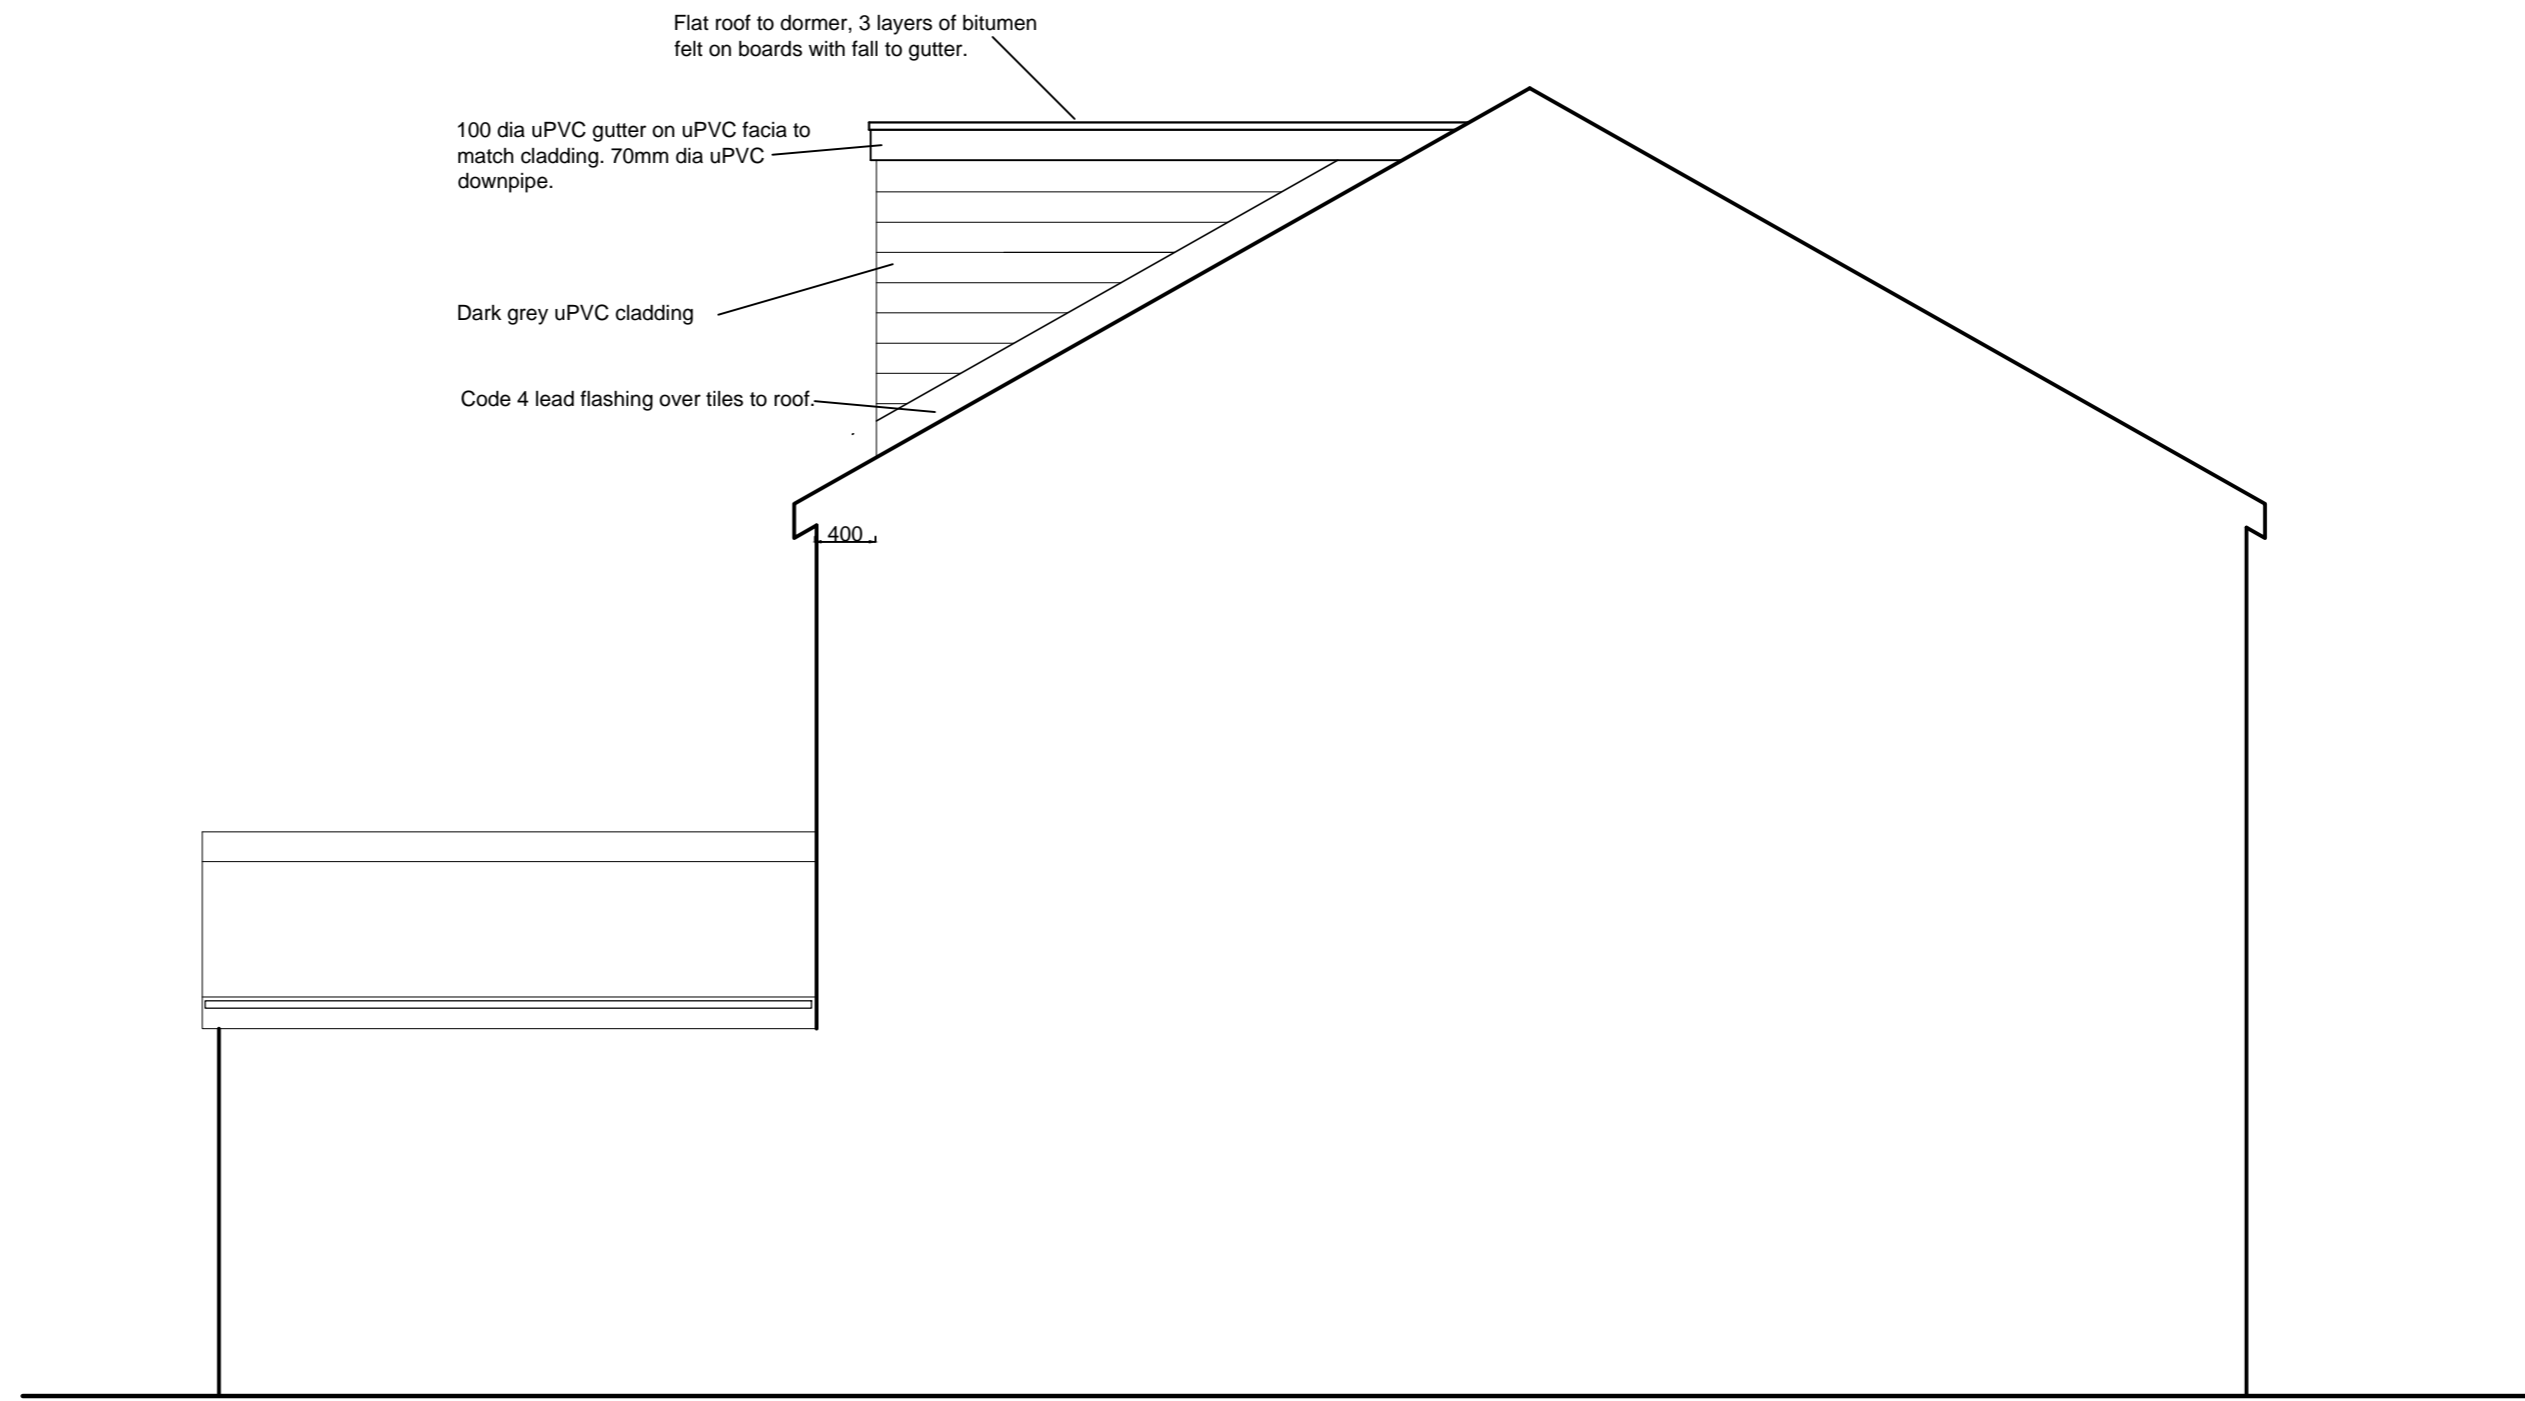 Flat roof to dormer, 3 layers of bitumen
felt on boards with fall to gutter.
100 dia uPVC gutter on uPVC facia to
match cladding. 70mm dia uPVC
downpipe.
Dark grey uPVC cladding
Code 4 lead flashing over tiles to roof.
400